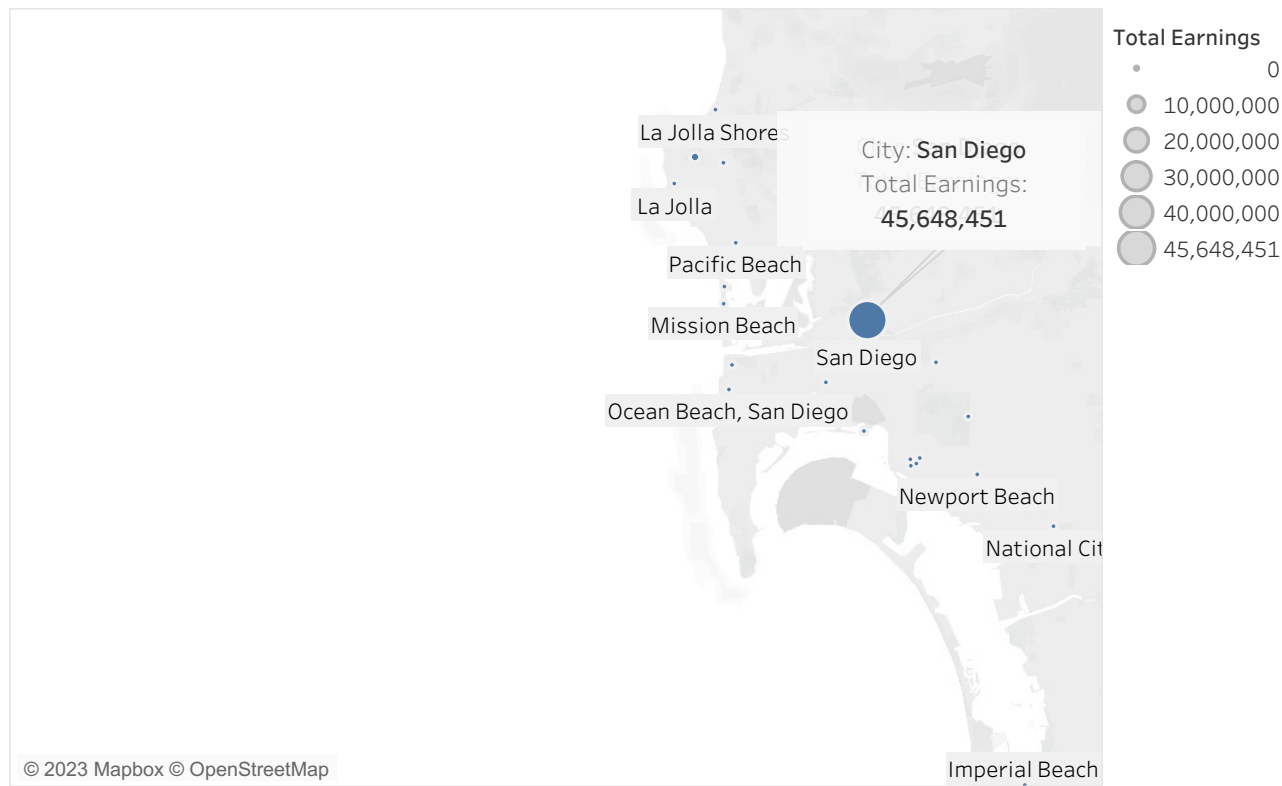 Total Earnings
0
10,000,000
20,000,000
30,000,000
40,000,000
45,648,451
La Jolla Shores
City: San Diego
Total Earnings:
45,648,451
La Jolla
Pacific Beach
Mission Beach
San Diego
Ocean Beach, San Diego
Newport Beach
National Cit
Imperial Beach
© 2023 Mapbox © OpenStreetMap